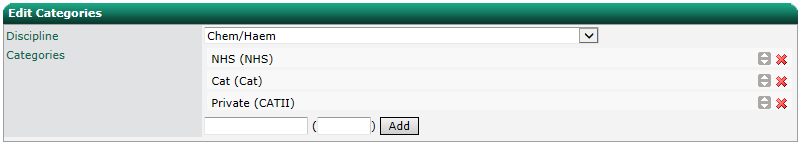 Edit Categories
Discipline Chem/Haem
Categories NHS (NHS)
Cat (Cat)
Private (CATII)
( ) Add